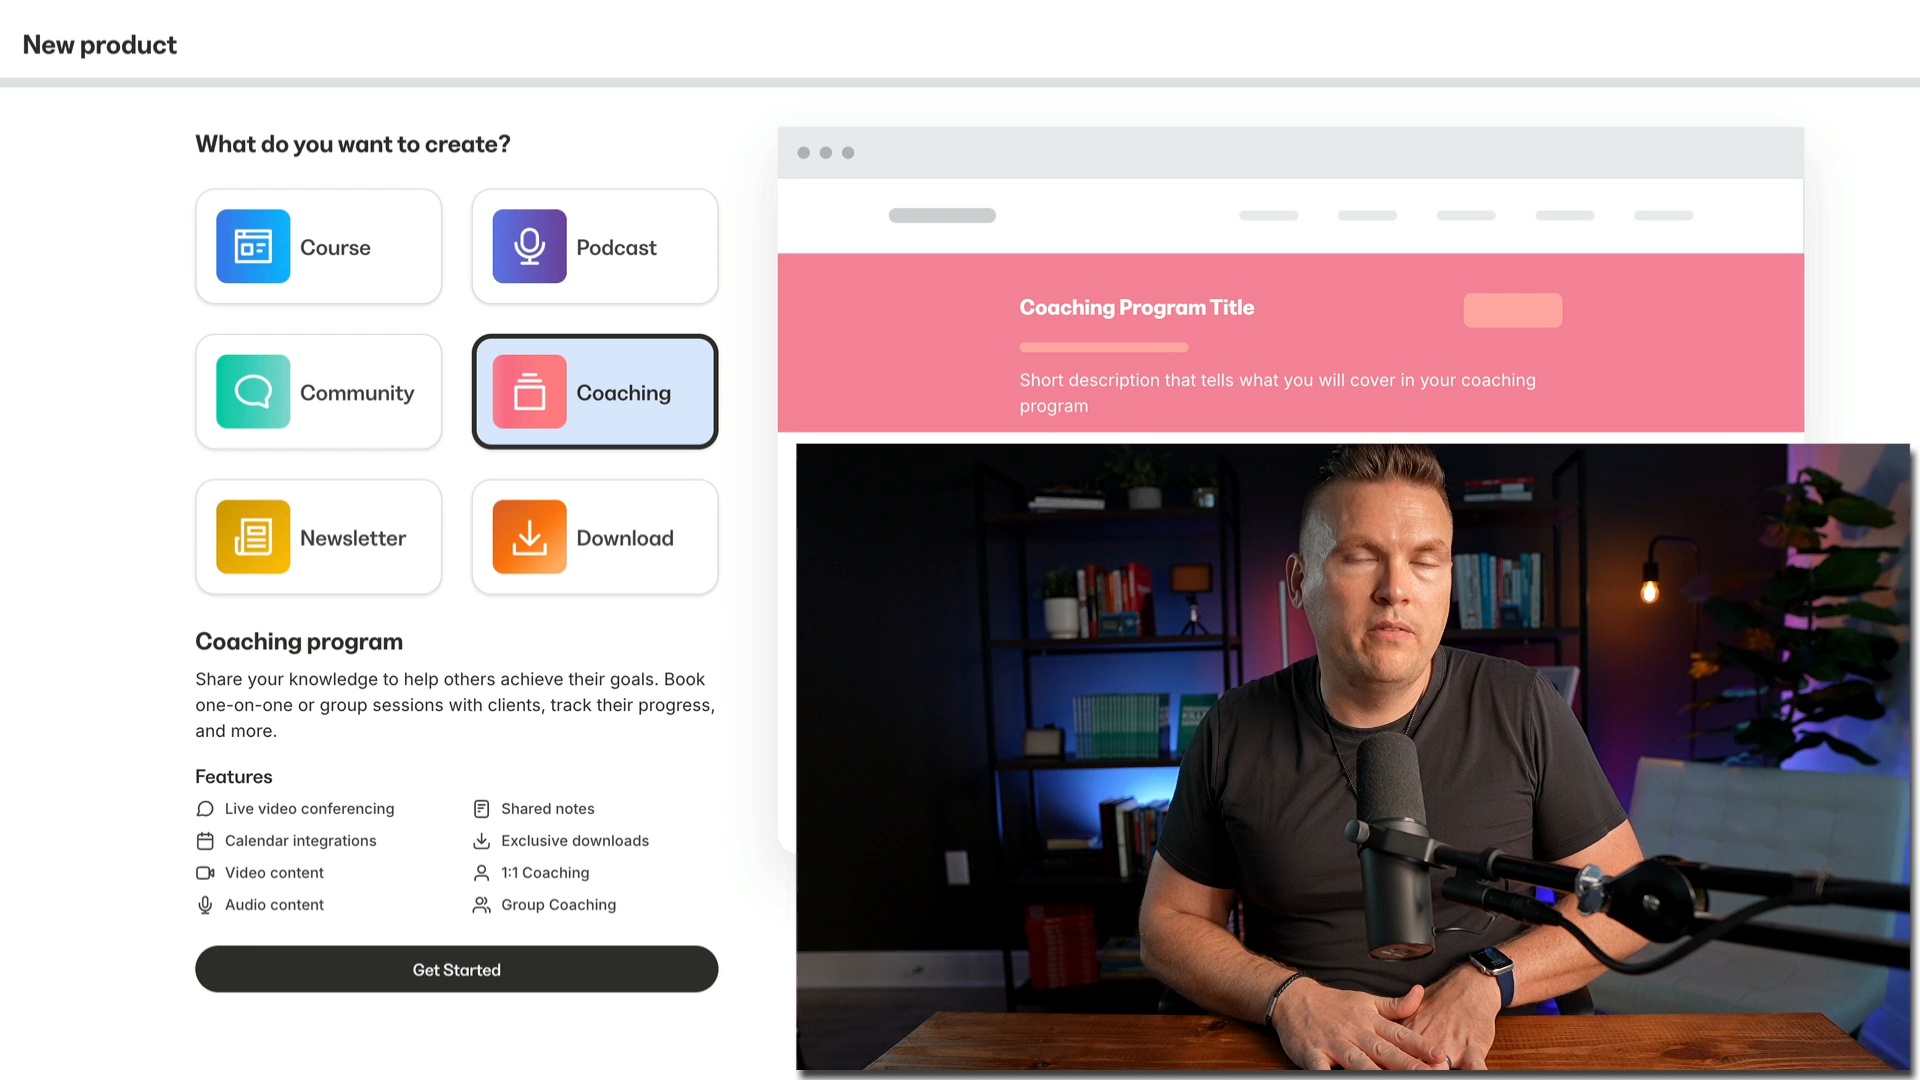 New product
What do you want to create?
Course
Podcast
Community
Coaching
Newsletter
Download
Coaching program
Share your knowledge to help others achieve their goals. Book
one-on-one or group sessions with clients, track their progress,
and more.
Features
Live video conferencing
Shared notes
Calendar integrations
Exclusive downloads
Video content
1:1 Coaching
Audio content
Group Coaching
Get Started
Coaching Program Title
Short description that tells what you will cover in your coaching
program